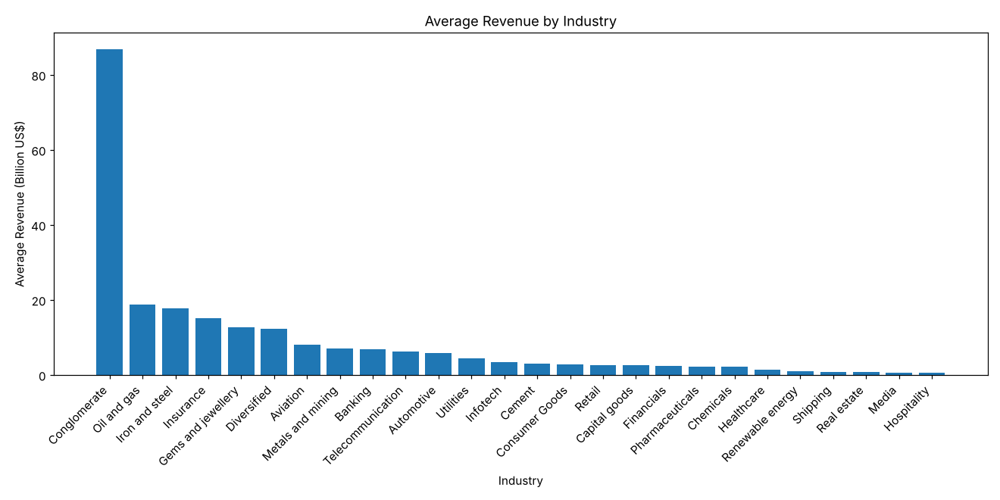 Average Revenue by Industry
Average Revenue (Billion US$)
80
60
40
20
0
Conglomerate
Oil and gas
Iron and steel
Insurance
Gems and jewellery
Diversified
Aviation
Metals and mining
Banking
Telecommunication
Automotive
Utilities
Infotech
Cement
Consumer Goods
Retail
Capital goods
Financials
Pharmaceuticals
Chemicals
Healthcare
Renewable energy
Shipping
Real estate
Media
Hospitality
Industry